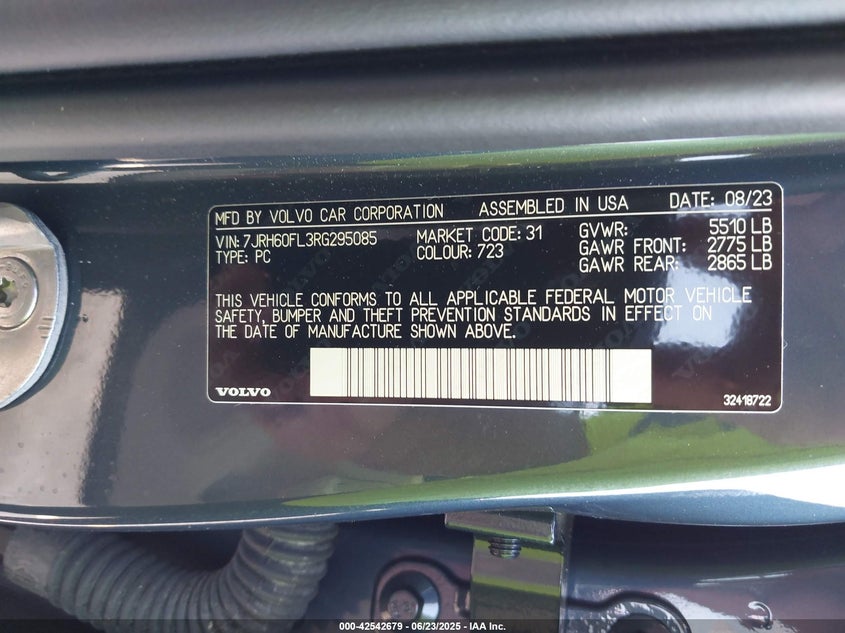 MFD BY VOLVO CAR CORPORATION ASSEMBLED IN USA DATE: 08/23
VIN: 7JRH60FL3RG295085 MARKET CODE: 31 GVWR: 5510 LB
TYPE: PC COLOUR: 723 GAWR FRONT: 2775 LB
GAWR REAR: 2865 LB
THIS VEHICLE CONFORMS TO ALL APPLICABLE FEDERAL MOTOR VEHICLE
SAFETY, BUMPER AND THEFT PREVENTION STANDARDS IN EFFECT ON
THE DATE OF MANUFACTURE SHOWN ABOVE.
VOLVO 32418722
000-42542679 - 06/23/2025 - IAA Inc.